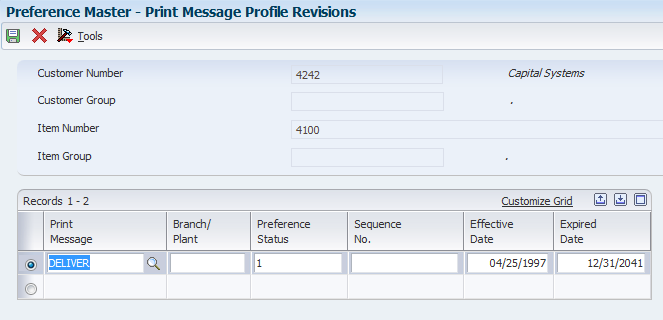 Preference Master - Print Message Profile Revisions
Tools
Customer Number 4242 Capital Systems
Customer Group .
Item Number 4100
Item Group .
Records 1 - 2 Customize Grid
Print Message Branch/ Plant Preference Status Sequence No. Effective Date Expired Date
DELIVER 1 04/25/1997 12/31/2041